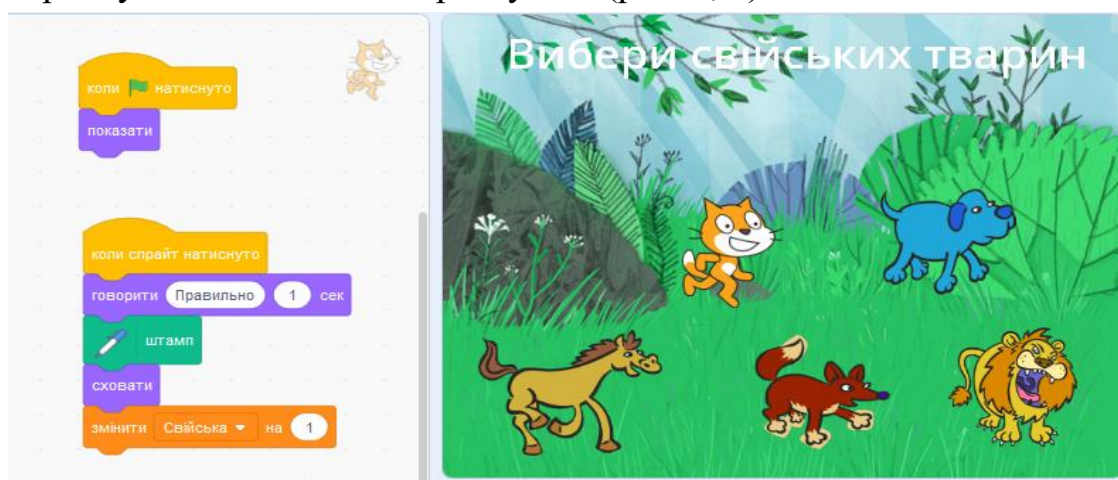 коли натиснуто
показати
коли спрайт натиснуто
говорити Правильно 1 сек
штамп
сховати
змінити Свійська на 1
Вибери свійських тварин